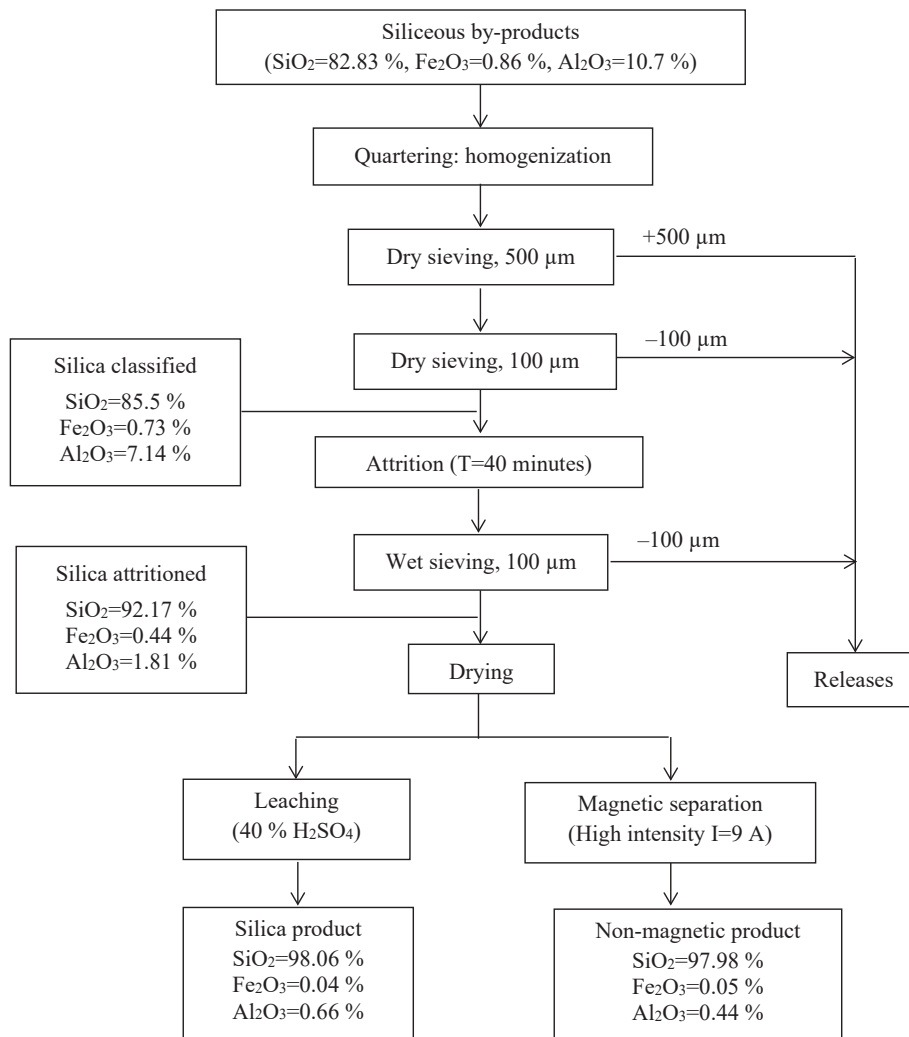 Siliceous by-products
(SiO₂=82.83 %, Fe₂O₃=0.86 %, Al₂O₃=10.7 %)
Quartering: homogenization
Dry sieving, 500 µm
+500 µm
Dry sieving, 100 µm
–100 µm
Silica classified
SiO₂=85.5 %
Fe₂O₃=0.73 %
Al₂O₃=7.14 %
Attrition (T=40 minutes)
Wet sieving, 100 µm
–100 µm
Silica attritioned
SiO₂=92.17 %
Fe₂O₃=0.44 %
Al₂O₃=1.81 %
Drying
Releases
Leaching
(40 % H₂SO₄)
Magnetic separation
(High intensity I=9 A)
Silica product
SiO₂=98.06 %
Fe₂O₃=0.04 %
Al₂O₃=0.66 %
Non-magnetic product
SiO₂=97.98 %
Fe₂O₃=0.05 %
Al₂O₃=0.44 %